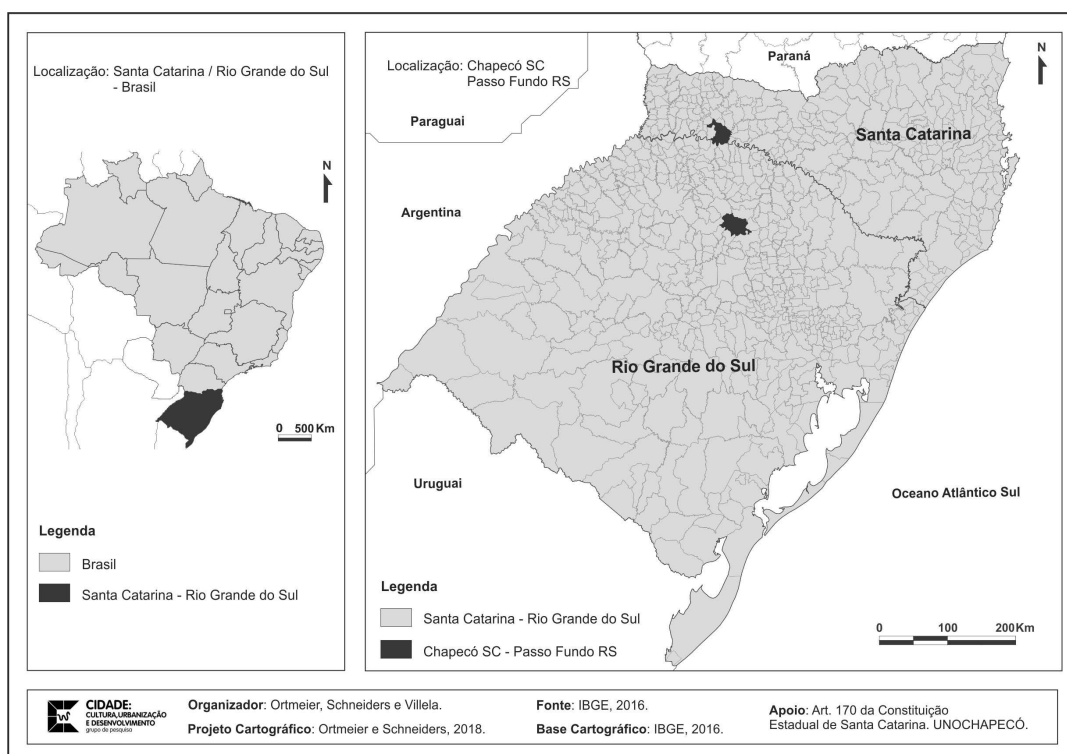 Localização: Santa Catarina / Rio Grande do Sul
- Brasil
N
0 500 Km
Legenda
Brasil
Santa Catarina - Rio Grande do Sul
Localização: Chapecó SC
Passo Fundo RS
Paraná
N
Paraguai
Santa Catarina
Argentina
Rio Grande do Sul
Uruguai
Oceano Atlântico Sul
Legenda
Santa Catarina - Rio Grande do Sul
Chapecó SC - Passo Fundo RS
0 100 200 Km
CIDADE:
CULTURA, URBANIZAÇÃO
E DESENVOLVIMENTO
grupo de pesquisa
Organizador: Ortmeier, Schneiders e Villela.
Projeto Cartográfico: Ortmeier e Schneiders, 2018.
Fonte: IBGE, 2016.
Base Cartográfico: IBGE, 2016.
Apoio: Art. 170 da Constituição
Estadual de Santa Catarina. UNOCHAPECÓ.